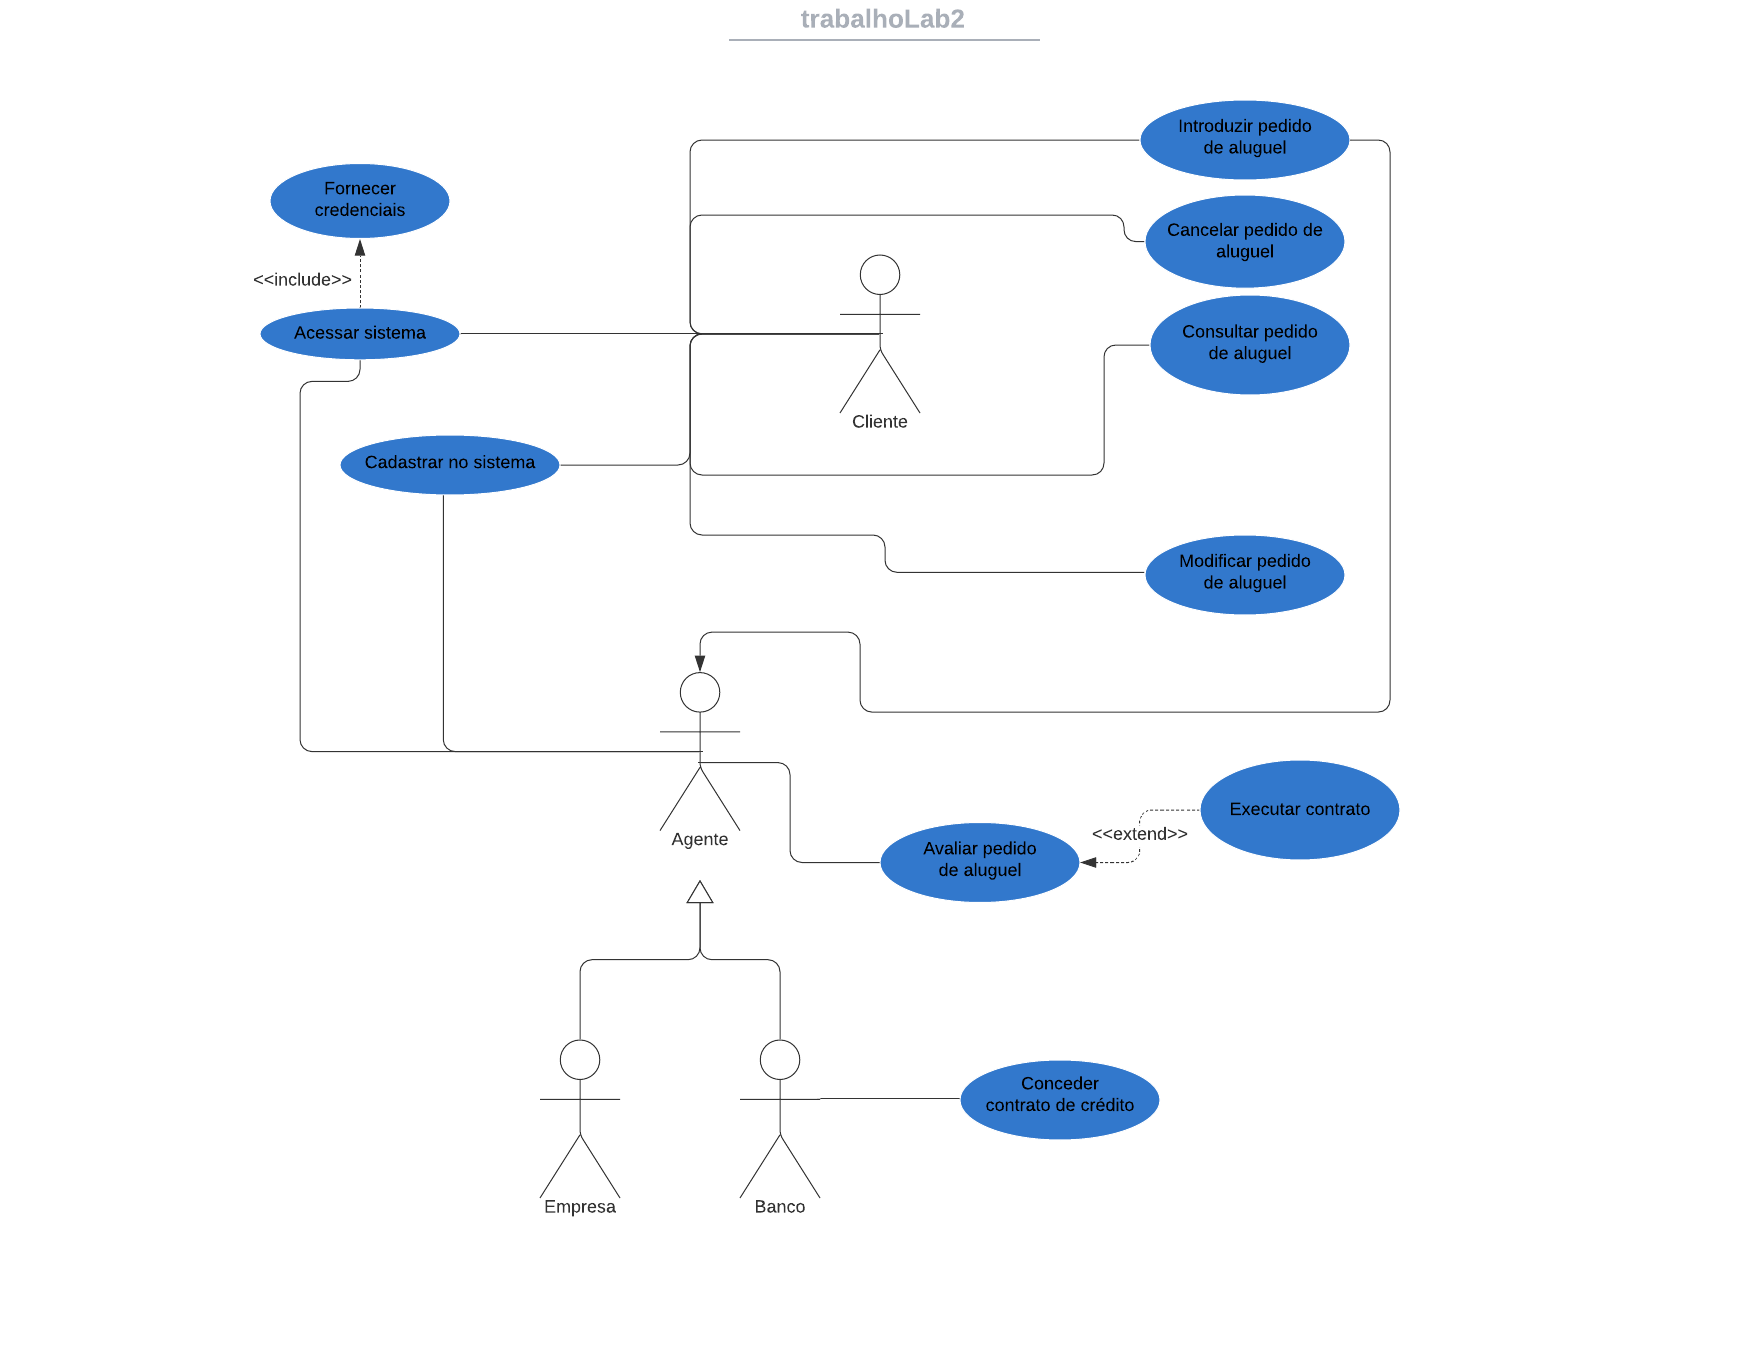 trabalhoLab2
Introduzir pedido
de aluguel
Fornecer
credenciais
Cancelar pedido de
aluguel
<<include>>
Acessar sistema
Consultar pedido
de aluguel
Cliente
Cadastrar no sistema
Modificar pedido
de aluguel
Agente
Executar contrato
<<extend>>
Avaliar pedido
de aluguel
Conceder
contrato de crédito
Empresa
Banco